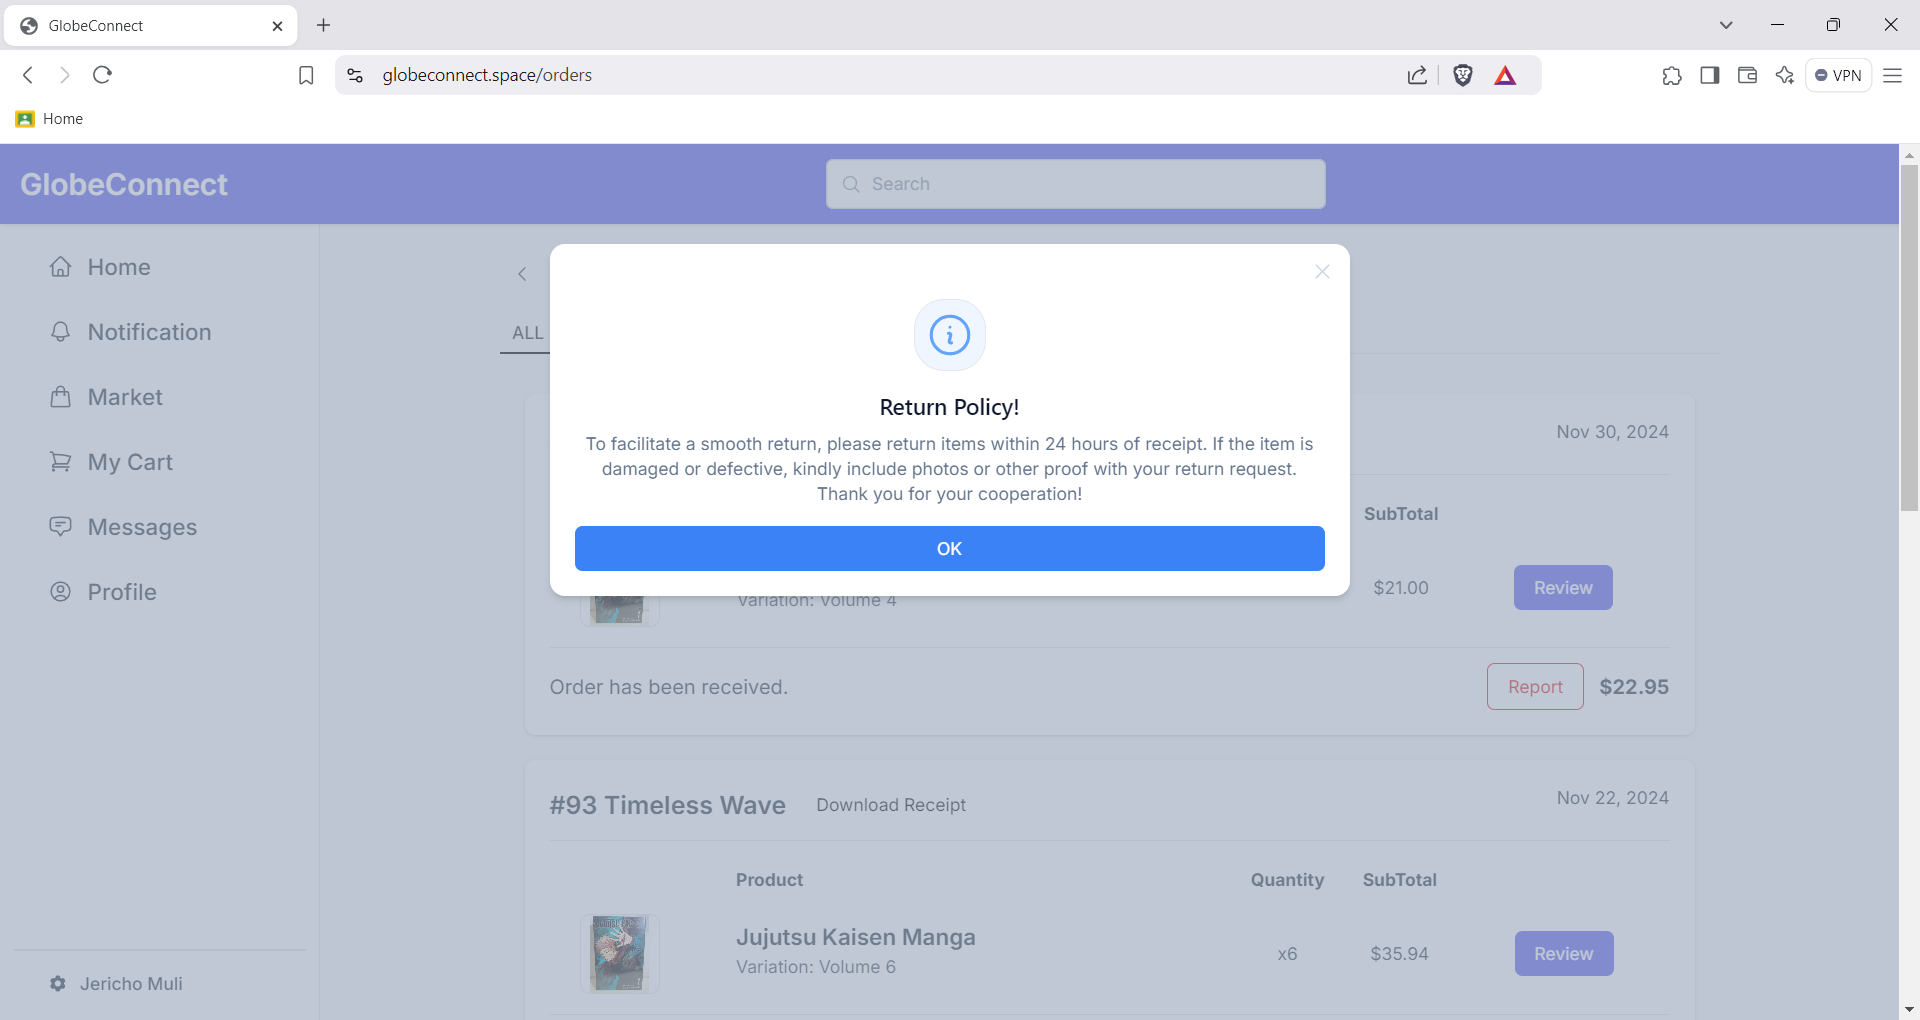 GlobeConnect
globeconnect.space/orders
VPN
Home
GlobeConnect
Search
Home
Notification
Market
My Cart
Messages
Profile
Jericho Muli
ALL
Return Policy!
To facilitate a smooth return, please return items within 24 hours of receipt. If the item is
damaged or defective, kindly include photos or other proof with your return request.
Thank you for your cooperation!
OK
Nov 30, 2024
SubTotal
Variation: Volume 4
$21.00
Review
Order has been received.
Report
$22.95
#93 Timeless Wave
Download Receipt
Nov 22, 2024
Product
Quantity
SubTotal
Jujutsu Kaisen Manga
Variation: Volume 6
x6
$35.94
Review